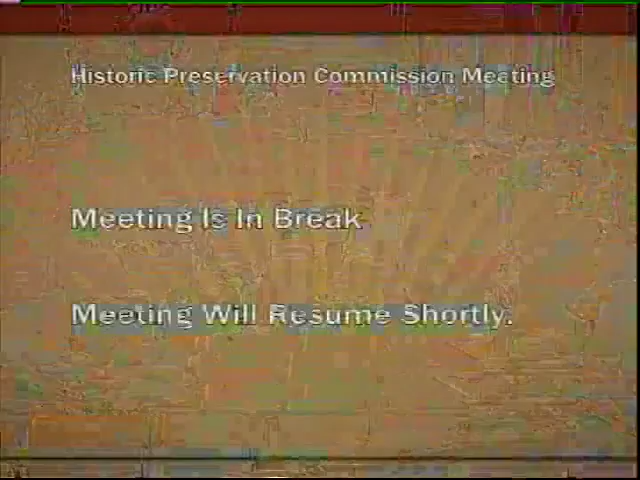 Historic Preservation Commission Meeting
Meeting Is In Break
Meeting Will Resume Shortly.